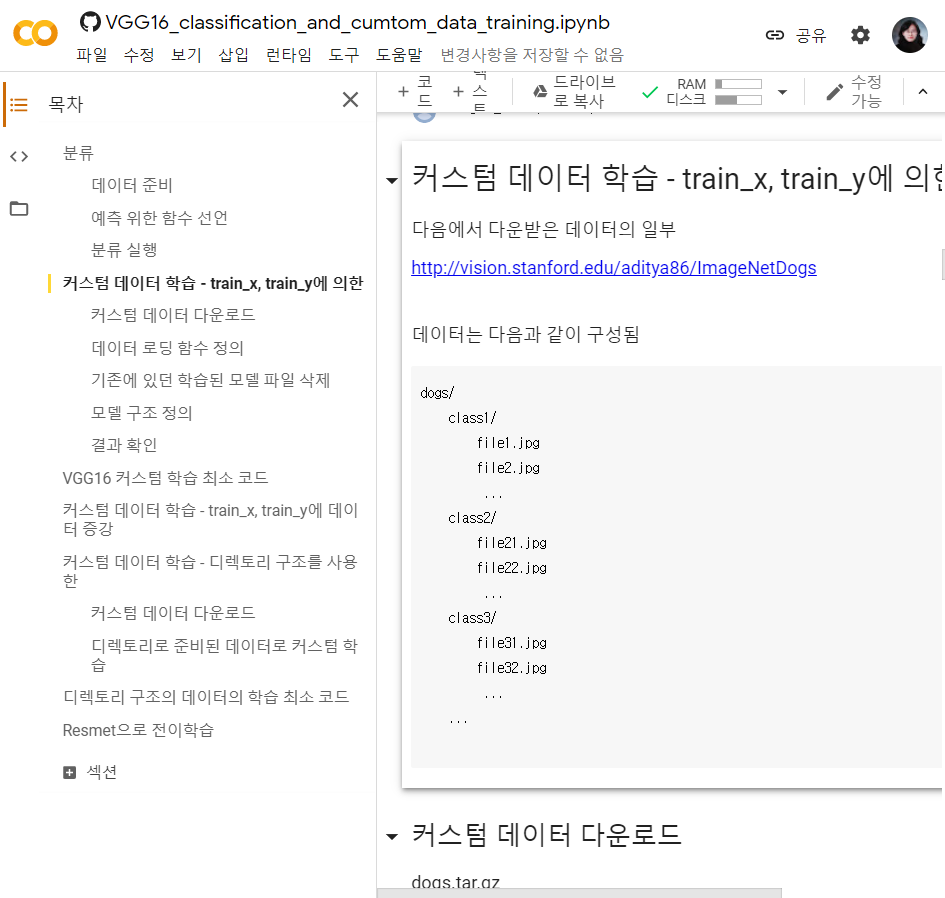 VGG16_classification_and_cumtom_data_training.ipynb
파일 수정 보기 삽입 런타임 도구 도움말 변경사항을 저장할 수 없음
공유
목차
+ 코드 + 텍스트
드라이브로 복사
RAM
디스크
수정 가능
분류
데이터 준비
예측 위한 함수 선언
분류 실행
커스텀 데이터 학습 - train_x, train_y에 의한
커스텀 데이터 다운로드
데이터 로딩 함수 정의
기존에 있던 학습된 모델 파일 삭제
모델 구조 정의
결과 확인
VGG16 커스텀 학습 최소 코드
커스텀 데이터 학습 - train_x, train_y에 데이
터 증강
커스텀 데이터 학습 - 디렉토리 구조를 사용
한
커스텀 데이터 다운로드
디렉토리로 준비된 데이터로 커스텀 학
습
디렉토리 구조의 데이터의 학습 최소 코드
Resmet으로 전이학습
섹션
커스텀 데이터 학습 - train_x, train_y에 의한
다음에서 다운받은 데이터의 일부
http://vision.stanford.edu/aditya86/ImageNetDogs
데이터는 다음과 같이 구성됨
dogs/
class1/
file1.jpg
file2.jpg
...
class2/
file21.jpg
file22.jpg
...
class3/
file31.jpg
file32.jpg
...
...
커스텀 데이터 다운로드
dogs.tar.gz